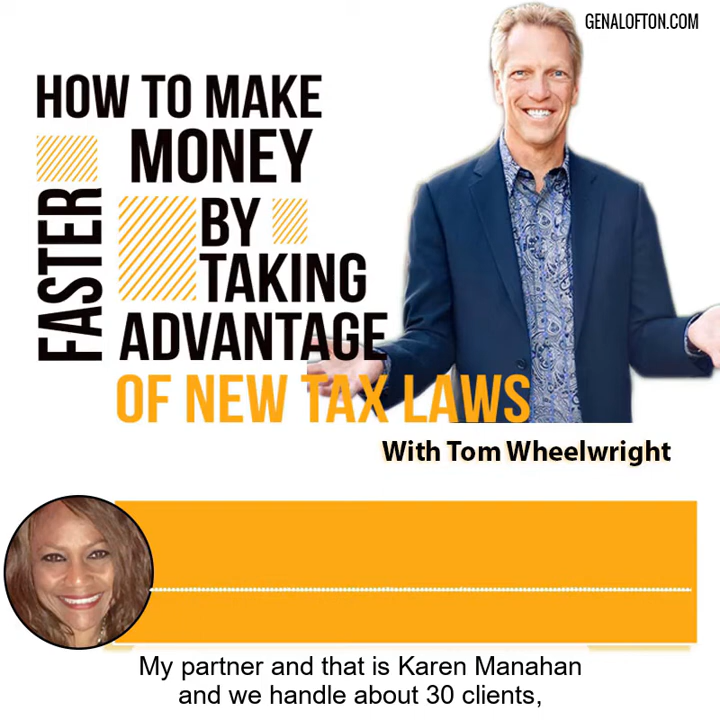 GENALOFTON.COM
HOW TO MAKE
MONEY
FASTER
BY
TAKING
ADVANTAGE
OF NEW TAX LAWS
With Tom Wheelwright
My partner and that is Karen Manahan
and we handle about 30 clients,